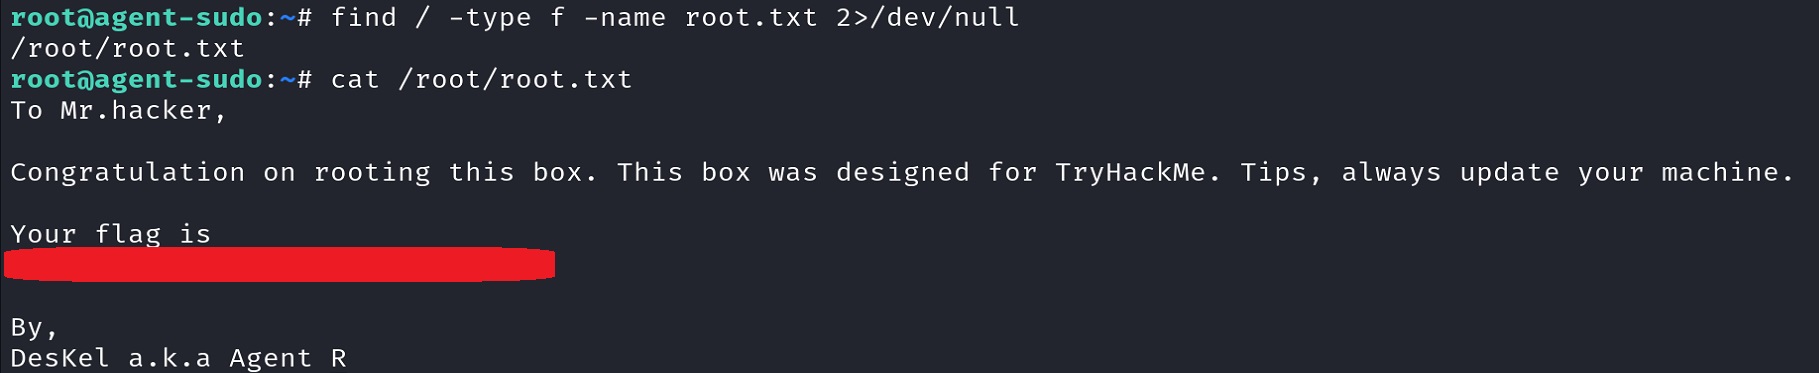 root@agent-sudo:~# find / -type f -name root.txt 2>/dev/null
/root/root.txt
root@agent-sudo:~# cat /root/root.txt
To Mr.hacker,
Congratulation on rooting this box. This box was designed for TryHackMe. Tips, always update your machine.
Your flag is
By,
DesKel a.k.a Agent R